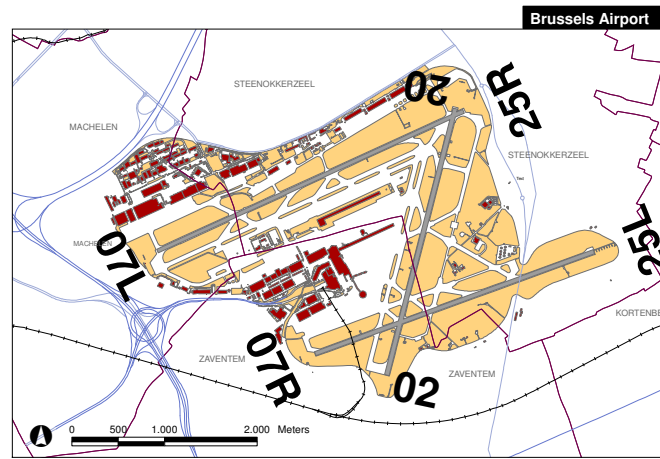 Brussels Airport
STEENOKKERZEEL
20
25R
MACHELEN
STEENOKKERZEEL
MACHELEN
07L
25L
KORTENBE
07R
ZAVENTEM
02
ZAVENTEM
0 500 1.000 2.000 Meters